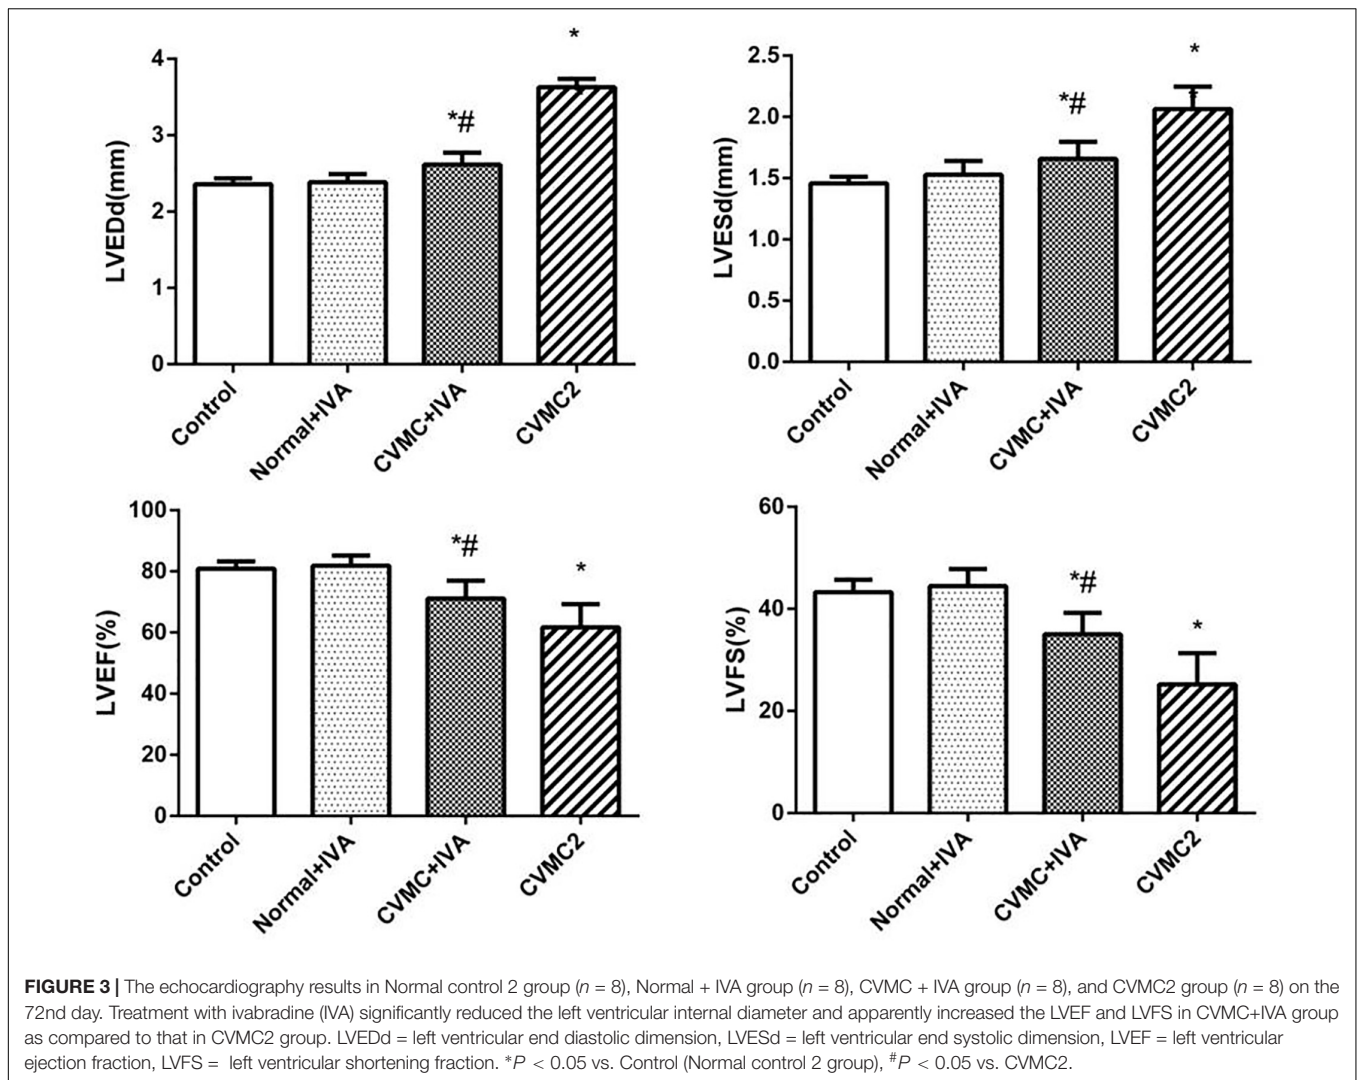 *
*#
*
4
3
2
1
0
LVEDd(mm)
Control
Normal+IVA
CVMC+IVA
CVMC2
*
*#
*
2.5
2.0
1.5
1.0
0.5
0.0
LVESd(mm)
Control
Normal+IVA
CVMC+IVA
CVMC2
*#
*
100
80
60
40
20
0
LVEF(%)
Control
Normal+IVA
CVMC+IVA
CVMC2
*#
*
60
40
20
0
LVFS(%)
Control
Normal+IVA
CVMC+IVA
CVMC2
FIGURE 3 | The echocardiography results in Normal control 2 group (n = 8), Normal + IVA group (n = 8), CVMC + IVA group (n = 8), and CVMC2 group (n = 8) on the
72nd day. Treatment with ivabradine (IVA) significantly reduced the left ventricular internal diameter and apparently increased the LVEF and LVFS in CVMC+IVA group
as compared to that in CVMC2 group. LVEDd = left ventricular end diastolic dimension, LVESd = left ventricular end systolic dimension, LVEF = left ventricular
ejection fraction, LVFS = left ventricular shortening fraction. *P < 0.05 vs. Control (Normal control 2 group), #P < 0.05 vs. CVMC2.